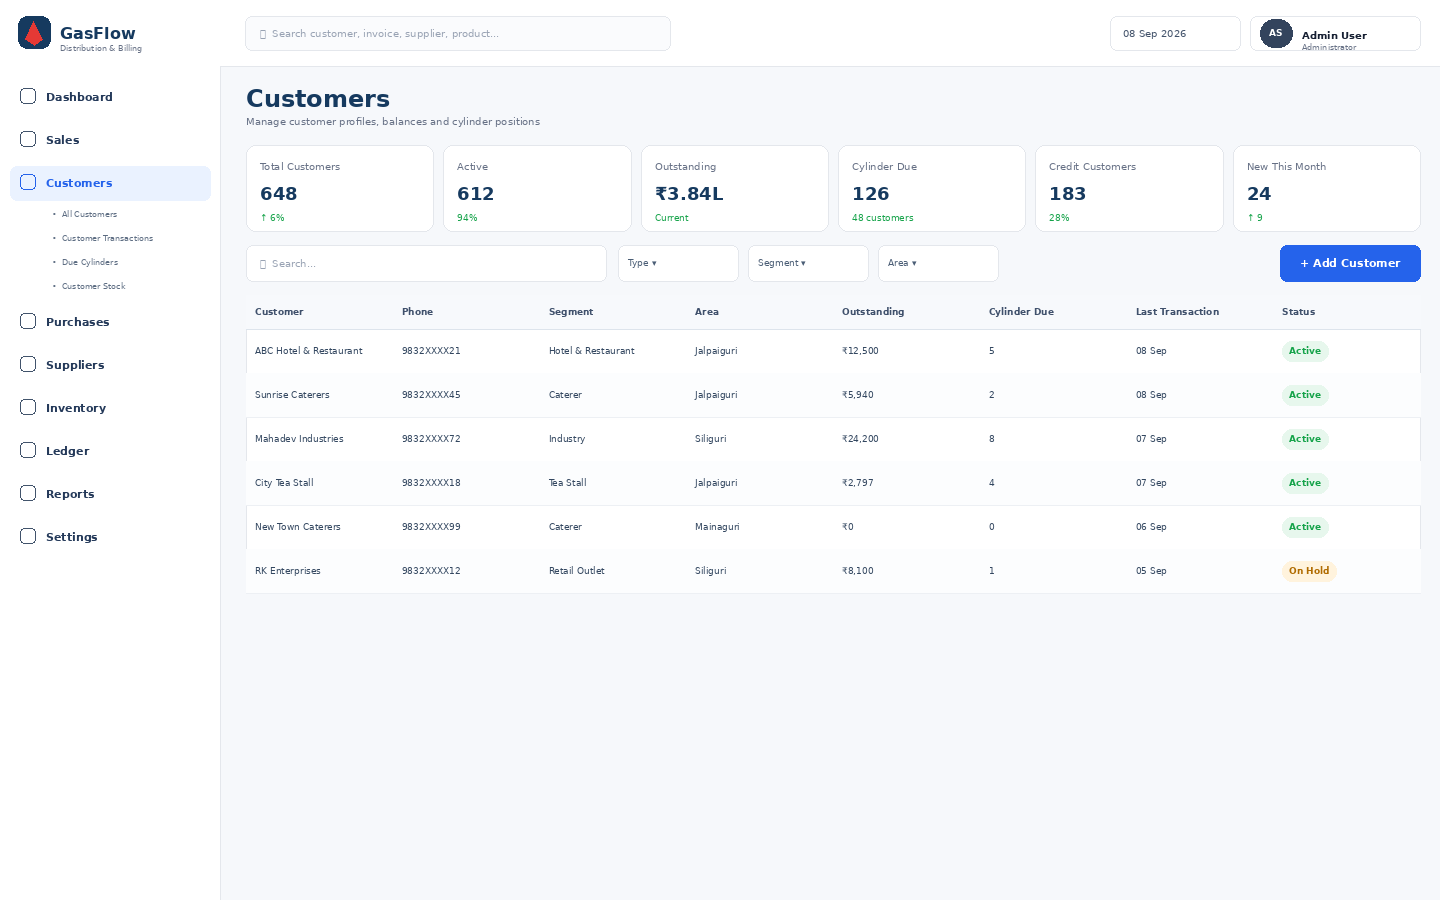 GasFlow
Distribution & Billing
Search customer, invoice, supplier, product...
08 Sep 2026
AS
Admin User
Administrator
Dashboard
Sales
Customers
• All Customers
• Customer Transactions
• Due Cylinders
• Customer Stock
Purchases
Suppliers
Inventory
Ledger
Reports
Settings
Customers
Manage customer profiles, balances and cylinder positions
Total Customers
648
↑ 6%
Active
612
94%
Outstanding
₹3.84L
Current
Cylinder Due
126
48 customers
Credit Customers
183
28%
New This Month
24
↑ 9
Search...
Type ▾
Segment ▾
Area ▾
+ Add Customer
Customer Phone Segment Area Outstanding Cylinder Due Last Transaction Status
ABC Hotel & Restaurant 9832XXXX21 Hotel & Restaurant Jalpaiguri ₹12,500 5 08 Sep Active
Sunrise Caterers 9832XXXX45 Caterer Jalpaiguri ₹5,940 2 08 Sep Active
Mahadev Industries 9832XXXX72 Industry Siliguri ₹24,200 8 07 Sep Active
City Tea Stall 9832XXXX18 Tea Stall Jalpaiguri ₹2,797 4 07 Sep Active
New Town Caterers 9832XXXX99 Caterer Mainaguri ₹0 0 06 Sep Active
RK Enterprises 9832XXXX12 Retail Outlet Siliguri ₹8,100 1 05 Sep On Hold